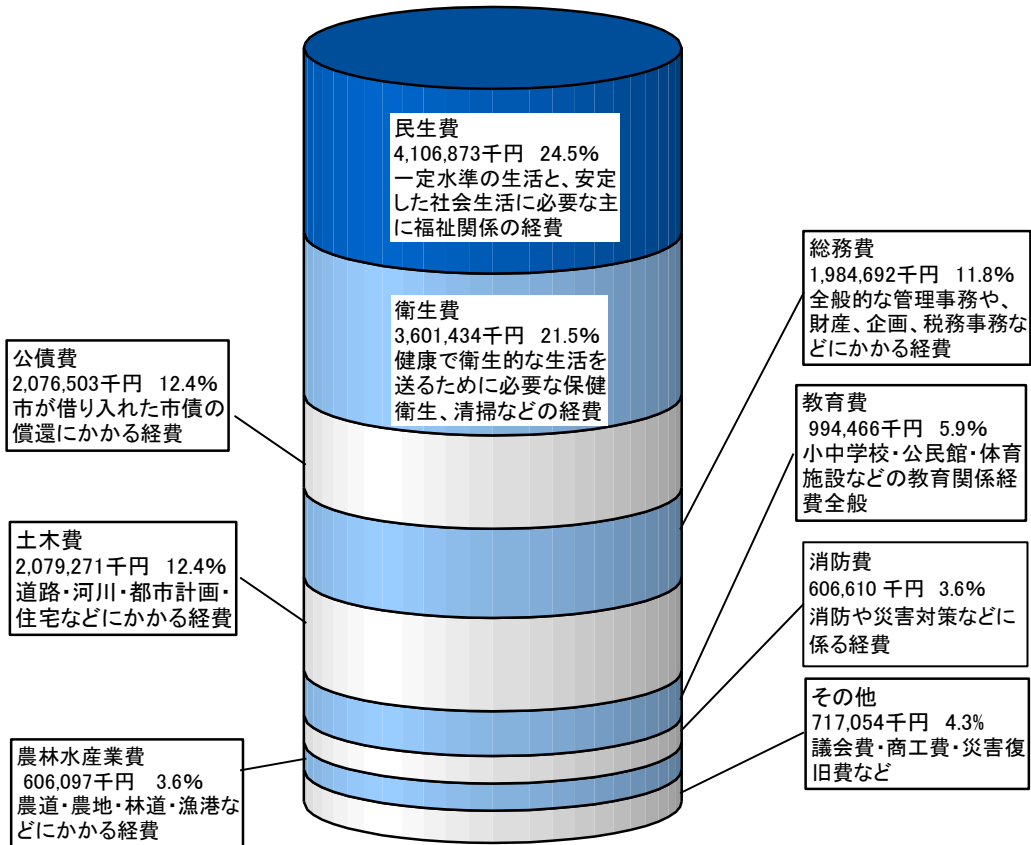 民生費
4,106,873千円 24.5%
一定水準の生活と、安定
した社会生活に必要な主
に福祉関係の経費
衛生費
3,601,434千円 21.5%
健康で衛生的な生活を
送るために必要な保健
衛生、清掃などの経費
公債費
2,076,503千円 12.4%
市が借り入れた市債の
償還にかかる経費
総務費
1,984,692千円 11.8%
全般的な管理事務や、
財産、企画、税務事務な
どにかかる経費
土木費
2,079,271千円 12.4%
道路・河川・都市計画・
住宅などにかかる経費
教育費
994,466千円 5.9%
小中学校・公民館・体育
施設などの教育関係経
費全般
消防費
606,610 千円 3.6%
消防や災害対策などに
係る経費
農林水産業費
606,097千円 3.6%
農道・農地・林道・漁港な
どにかかる経費
その他
717,054千円 4.3%
議会費・商工費・災害復
旧費など